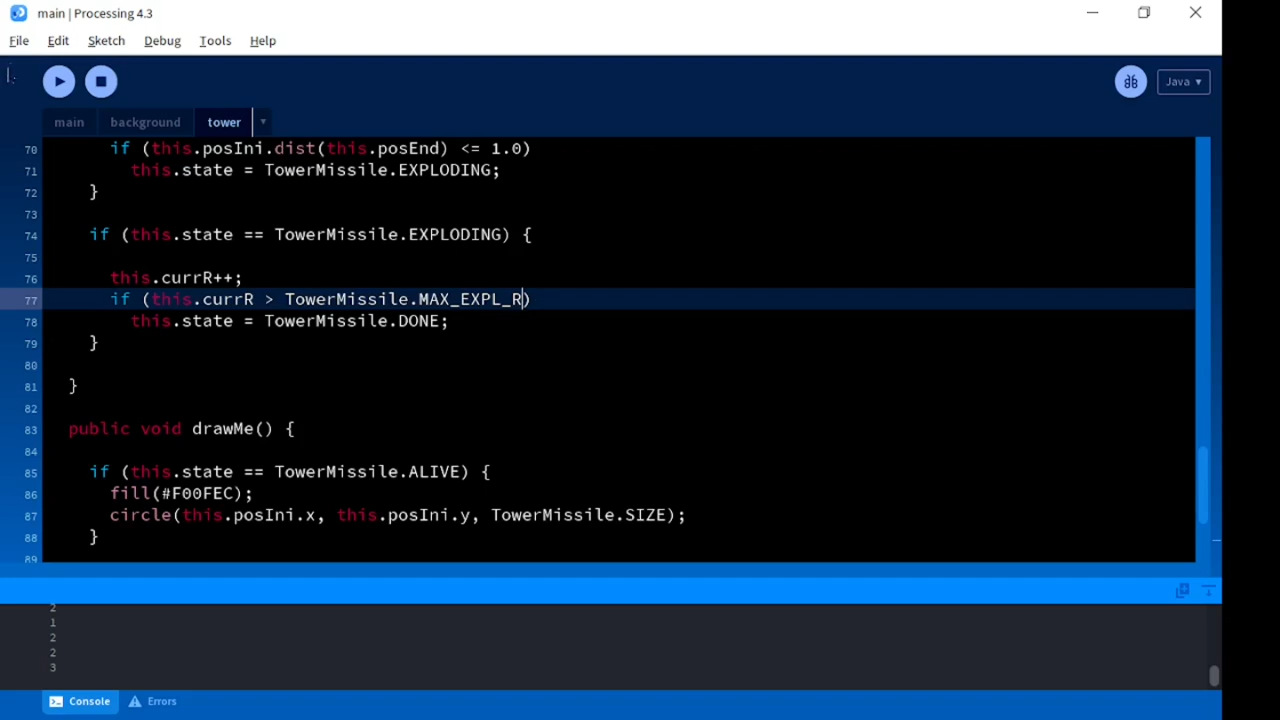 main | Processing 4.3
File Edit Sketch Debug Tools Help
Java ▾
main background tower ▾
70 if (this.posIni.dist(this.posEnd) <= 1.0)
71 this.state = TowerMissile.EXPLODING;
72 }
73
74 if (this.state == TowerMissile.EXPLODING) {
75
76 this.currR++;
77 if (this.currR > TowerMissile.MAX_EXPL_R)
78 this.state = TowerMissile.DONE;
79 }
80
81 }
82
83 public void drawMe() {
84
85 if (this.state == TowerMissile.ALIVE) {
86 fill(#F00FEC);
87 circle(this.posIni.x, this.posIni.y, TowerMissile.SIZE);
88 }
89
2
1
2
2
3
Console Errors